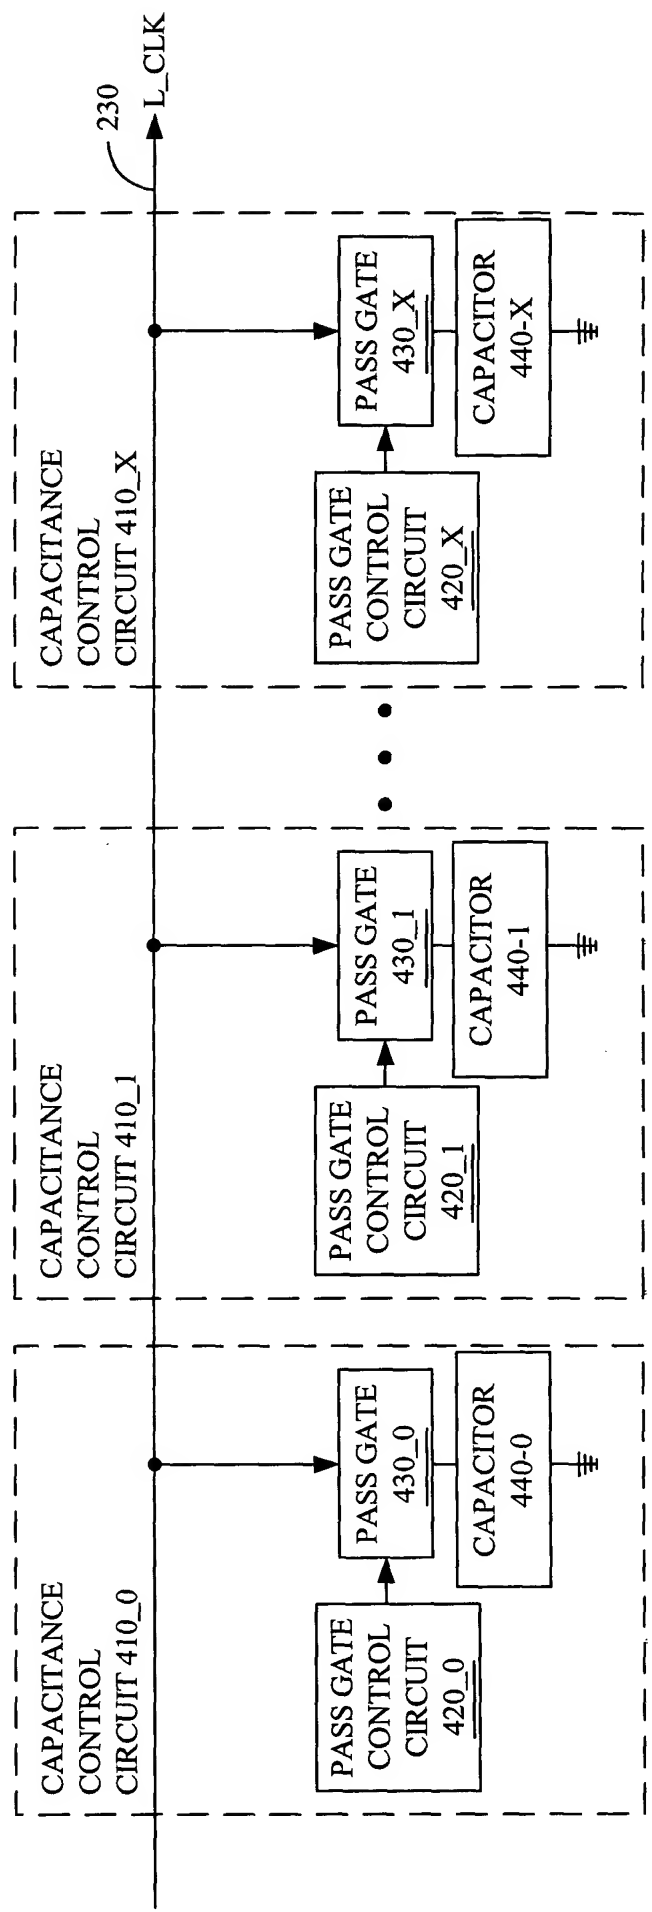 CAPACITANCE
CONTROL
CIRCUIT 410_0
PASS GATE
CONTROL
CIRCUIT
420_0
PASS GATE
430_0
CAPACITOR
440-0
CAPACITANCE
CONTROL
CIRCUIT 410_1
PASS GATE
CONTROL
CIRCUIT
420_1
PASS GATE
430_1
CAPACITOR
440-1
CAPACITANCE
CONTROL
CIRCUIT 410_X
PASS GATE
CONTROL
CIRCUIT
420_X
PASS GATE
430_X
CAPACITOR
440-X
230
L_CLK